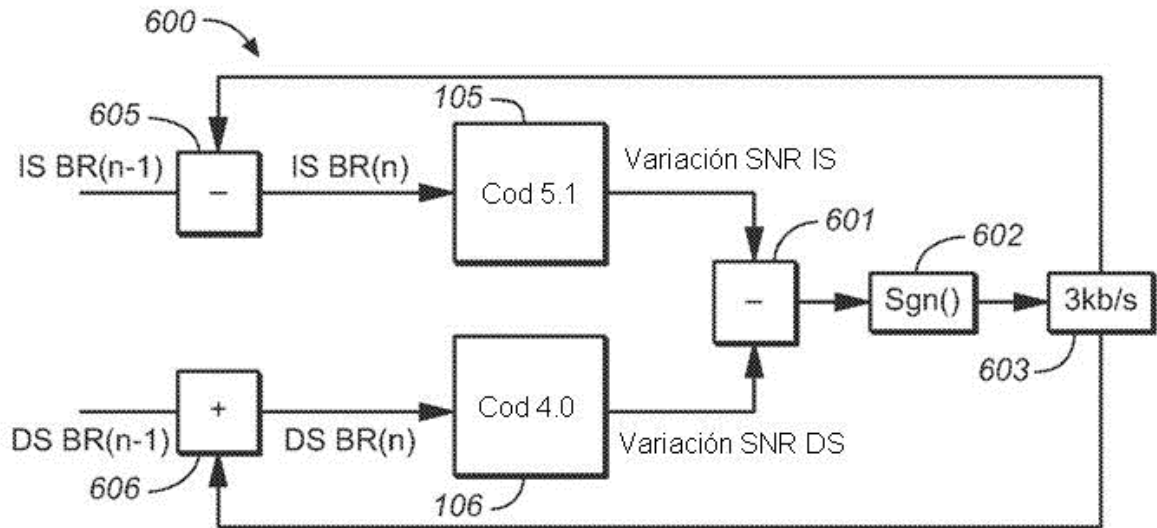 600
605
105
IS BR(n-1)
−
IS BR(n)
Cod 5.1
Variación SNR IS
601
−
602
Sgn()
3kb/s
603
DS BR(n-1)
+
DS BR(n)
Cod 4.0
Variación SNR DS
606
106